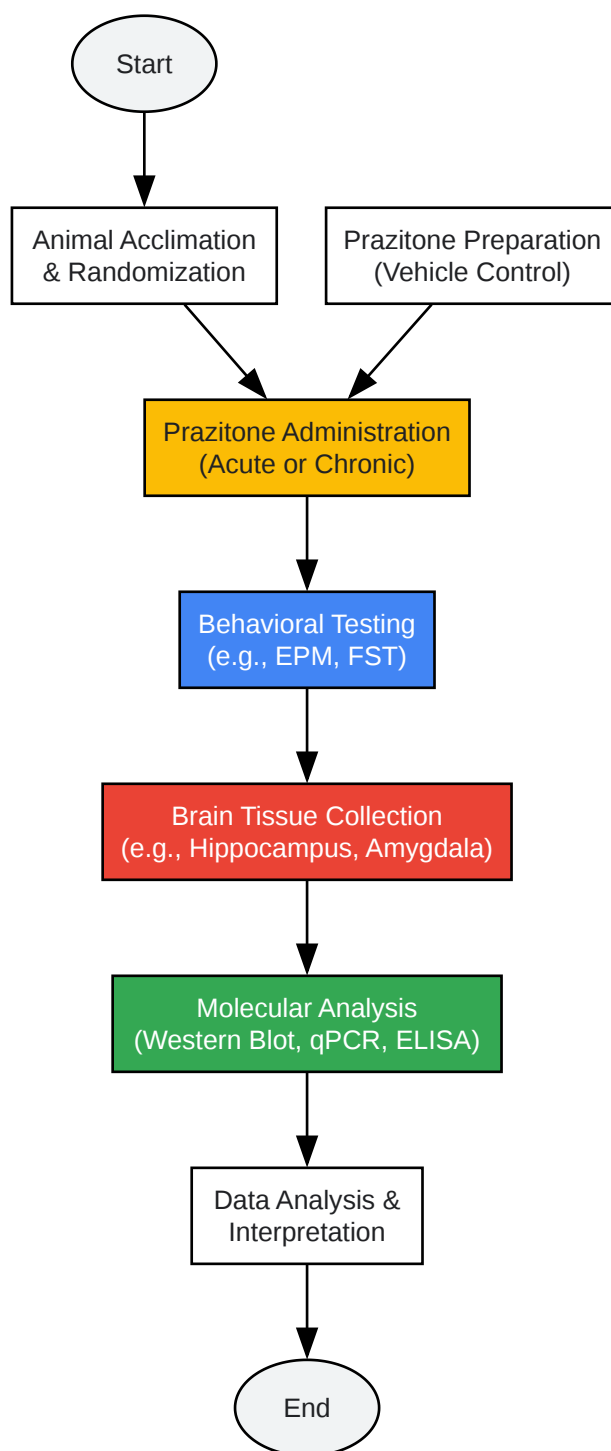 Start
Animal Acclimation
& Randomization
Prazitone Preparation
(Vehicle Control)
Prazitone Administration
(Acute or Chronic)
Behavioral Testing
(e.g., EPM, FST)
Brain Tissue Collection
(e.g., Hippocampus, Amygdala)
Molecular Analysis
(Western Blot, qPCR, ELISA)
Data Analysis &
Interpretation
End